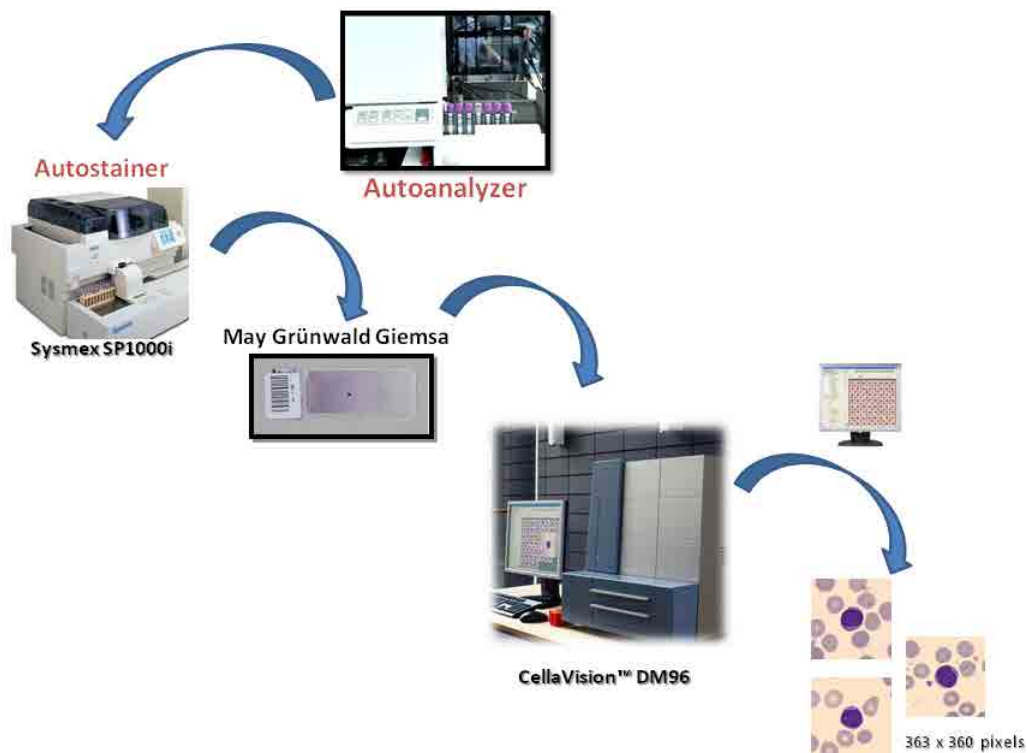 Autostainer
Autoanalyzer
Sysmex SP1000i
May Grünwald Giemsa
CellaVision™ DM96
363 x 360 pixels